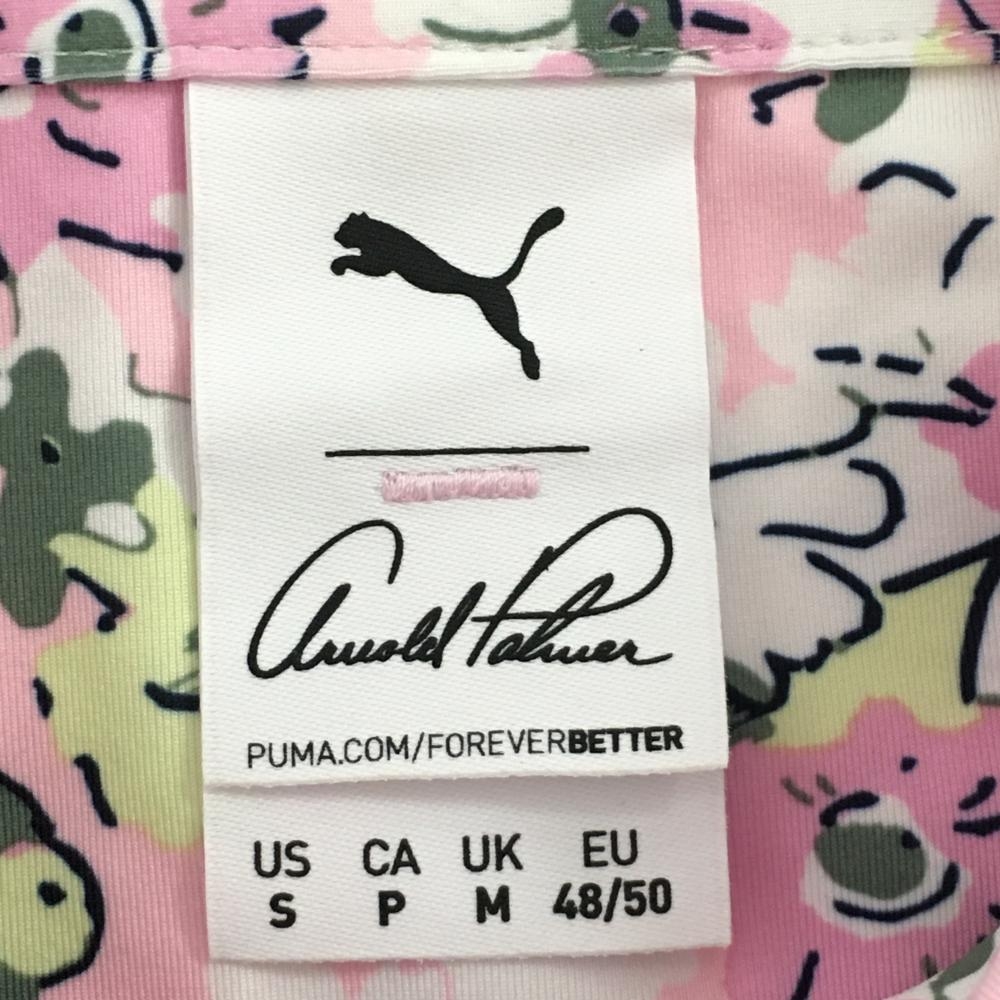 Arnold Palmer
PUMA.COM/FOREVERBETTER
US CA UK EU
S P M 48/50